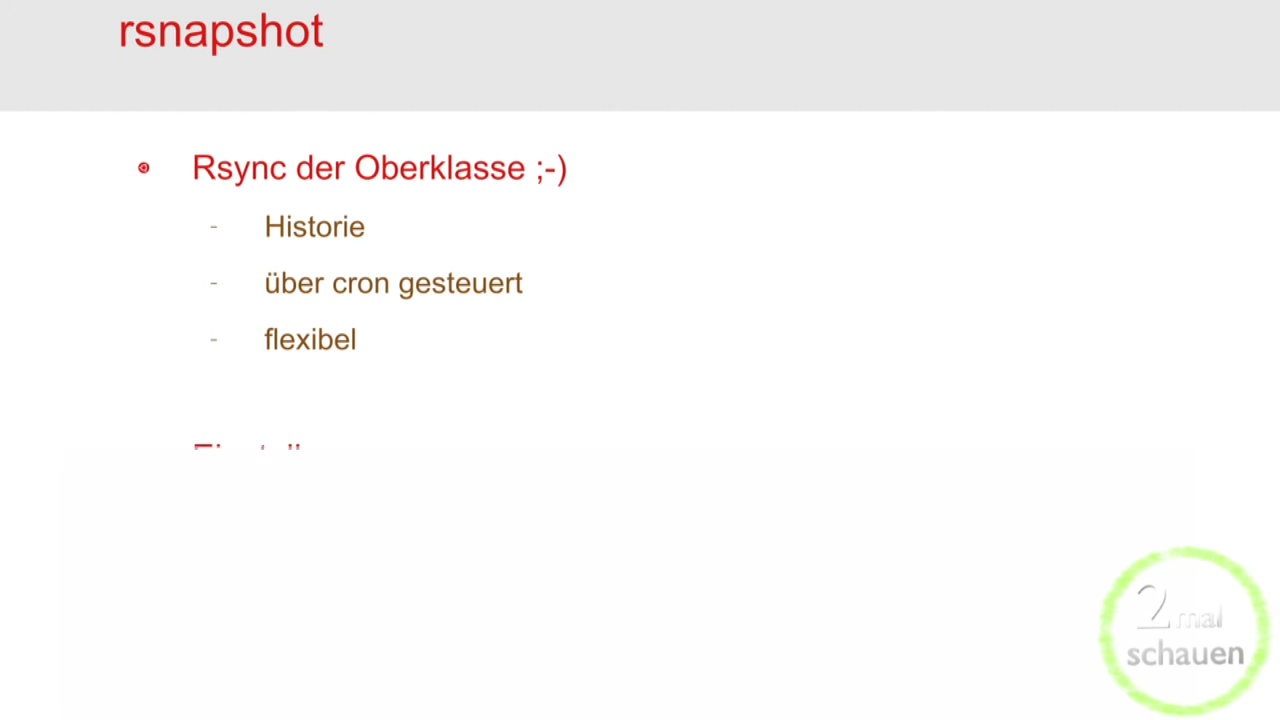 rsnapshot
Rsync der Oberklasse ;-)
- Historie
- über cron gesteuert
- flexibel
2 mal
schauen